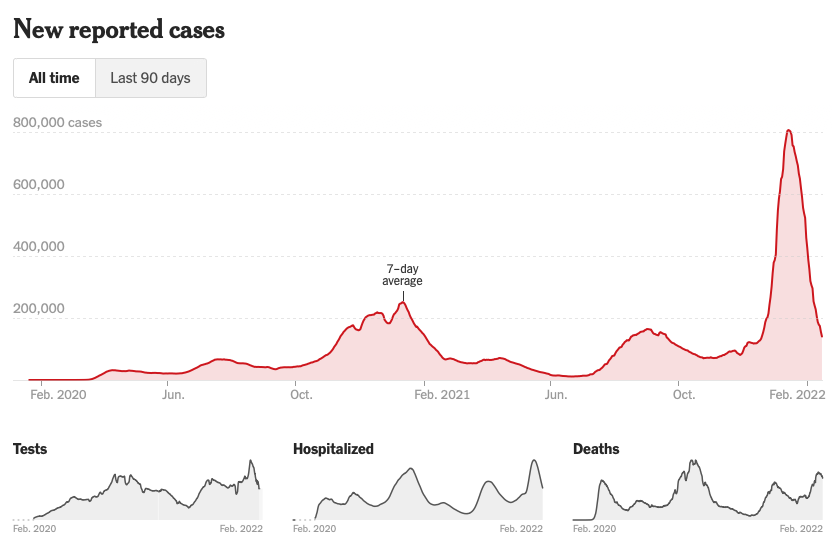 New reported cases
All time Last 90 days
800,000 cases
600,000
400,000
7–day
average
200,000
Feb. 2020 Jun. Oct. Feb. 2021 Jun. Oct. Feb. 2022
Tests Hospitalized Deaths
Feb. 2020 Feb. 2022 Feb. 2020 Feb. 2022 Feb. 2020 Feb. 2022